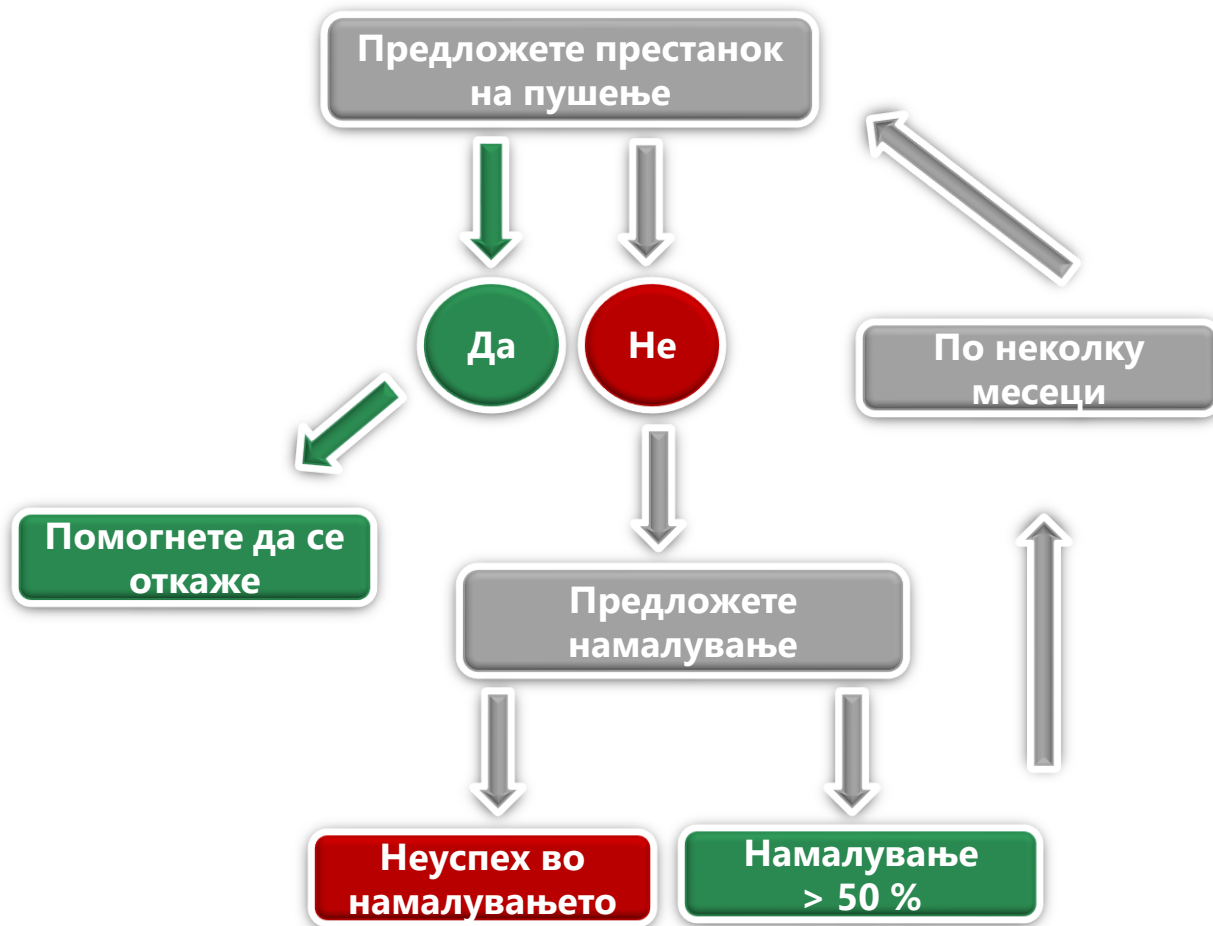 Предложете престанок
на пушење
Да
Не
По неколку
месеци
Помогнете да се
откаже
Предложете
намалување
Неуспех во
намалувањето
Намалување
> 50 %